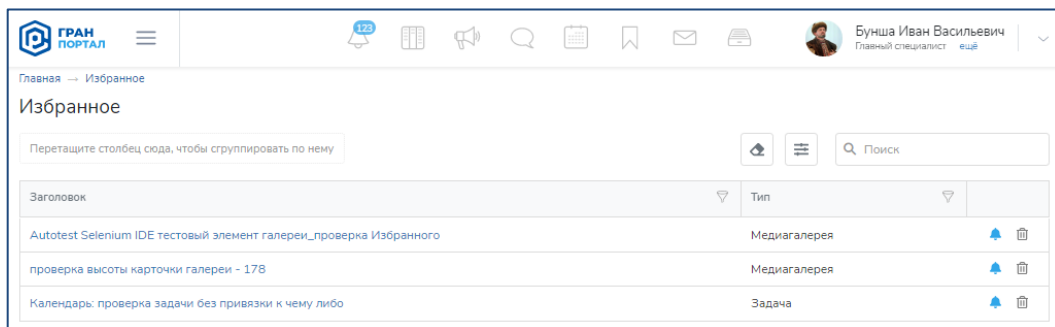 ГРАН
ПОРТАЛ
123
Бунша Иван Васильевич
Главный специалист ещё
Главная → Избранное
Избранное
Перетащите столбец сюда, чтобы сгруппировать по нему
Поиск
Заголовок Тип
Autotest Selenium IDE тестовый элемент галереи_проверка Избранного Медиагалерея
проверка высоты карточки галереи - 178 Медиагалерея
Календарь: проверка задачи без привязки к чему либо Задача